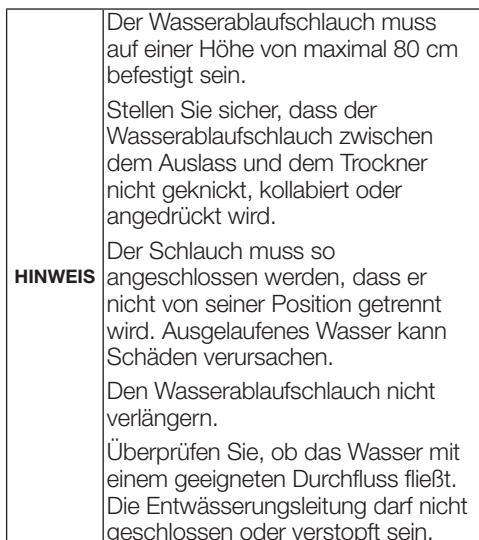 Der Wasserablaufschlauch muss
auf einer Höhe von maximal 80 cm
befestigt sein.
Stellen Sie sicher, dass der
Wasserablaufschlauch zwischen
dem Auslass und dem Trockner
nicht geknickt, kollabiert oder
angedrückt wird.
Der Schlauch muss so
HINWEIS angeschlossen werden, dass er
nicht von seiner Position getrennt
wird. Ausgelaufenes Wasser kann
Schäden verursachen.
Den Wasserablaufschlauch nicht
verlängern.
Überprüfen Sie, ob das Wasser mit
einem geeigneten Durchfluss fließt.
Die Entwässerungsleitung darf nicht
geschlossen oder verstopft sein.